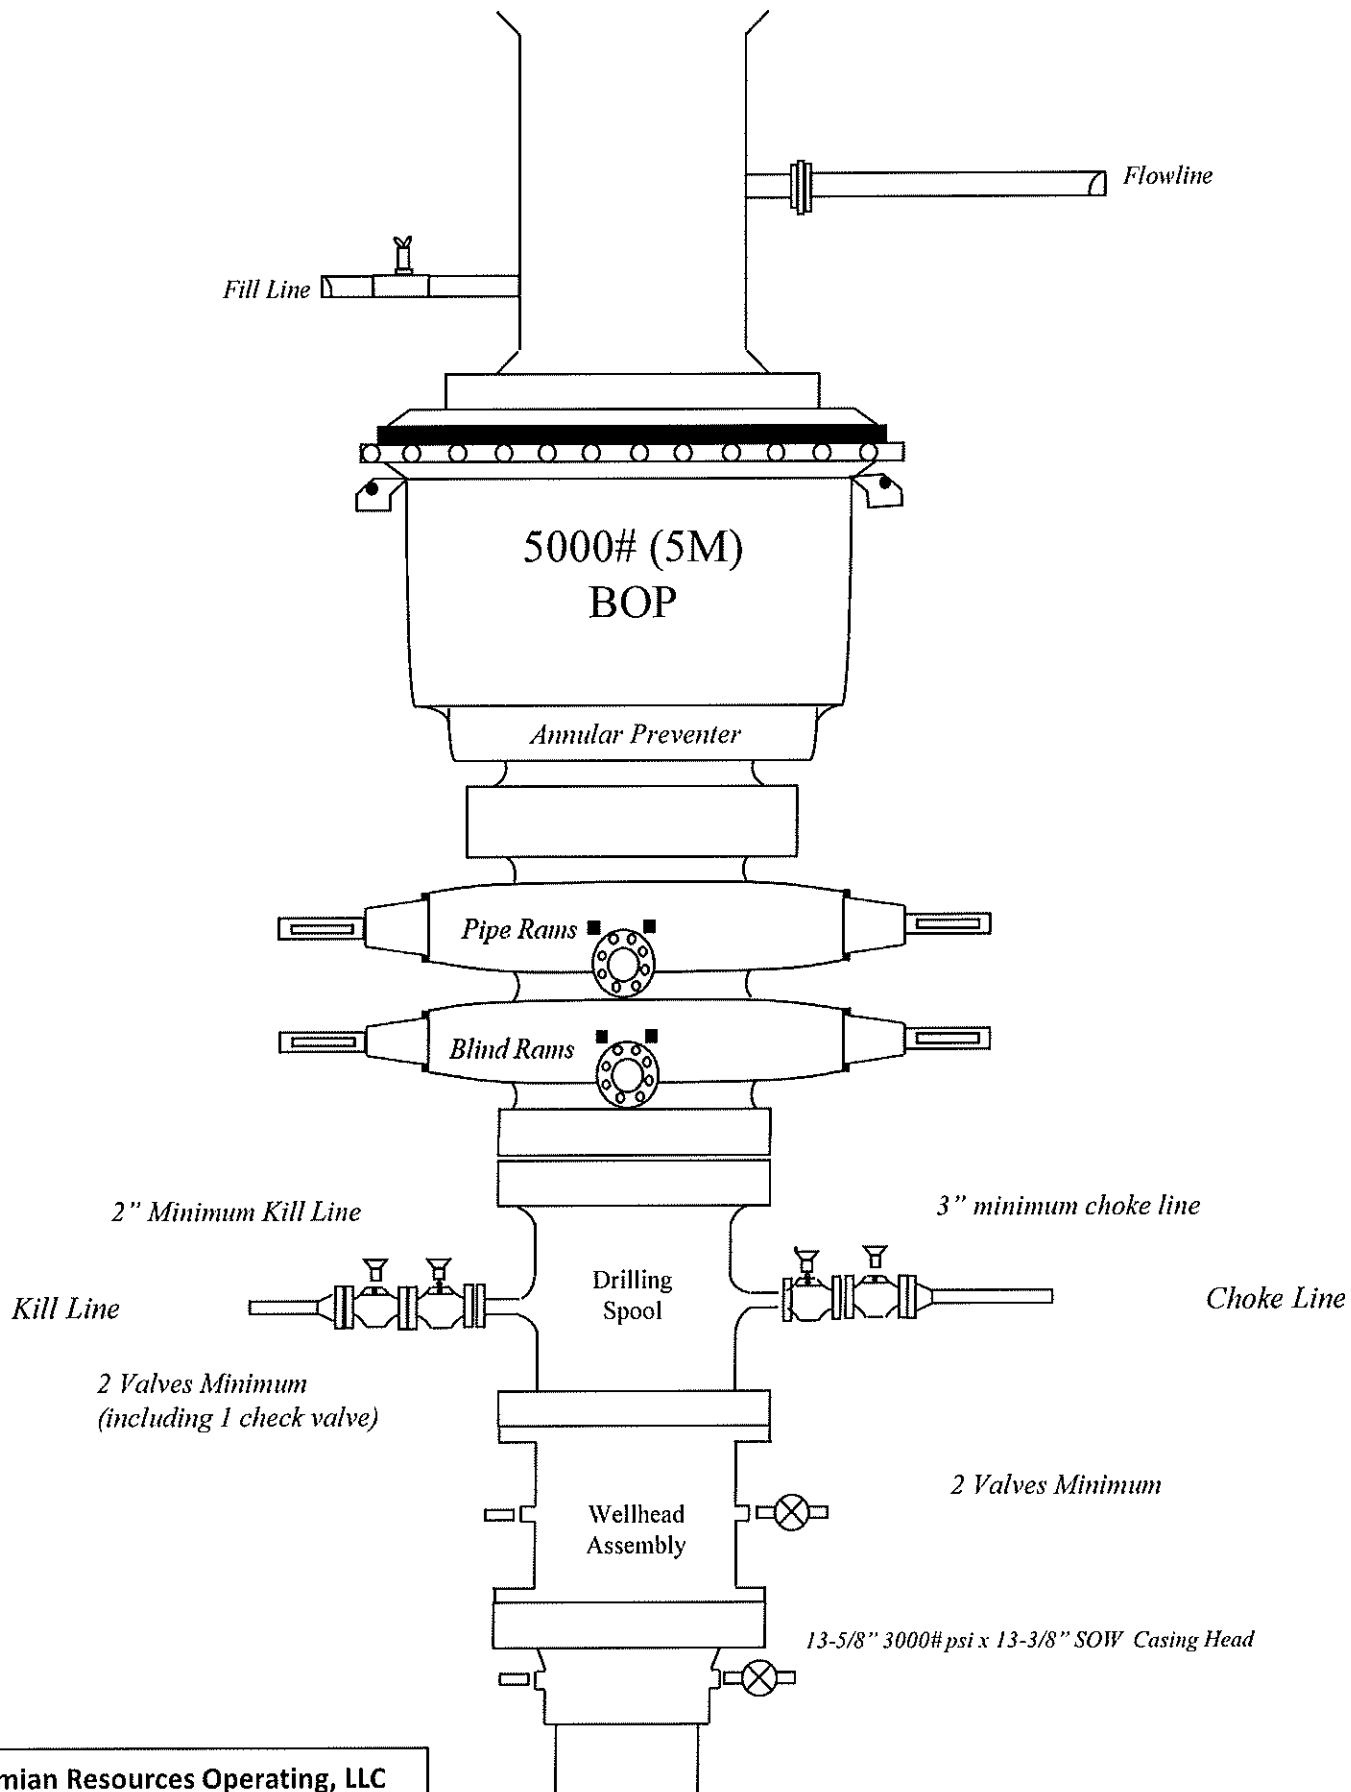 Flowline
Fill Line
5000# (5M)
BOP
Annular Preventer
Pipe Rams
Blind Rams
2” Minimum Kill Line
3” minimum choke line
Drilling
Spool
Kill Line
Choke Line
2 Valves Minimum
(including 1 check valve)
2 Valves Minimum
Wellhead
Assembly
13-5/8” 3000# psi x 13-3/8” SOW Casing Head
mian Resources Operating, LLC